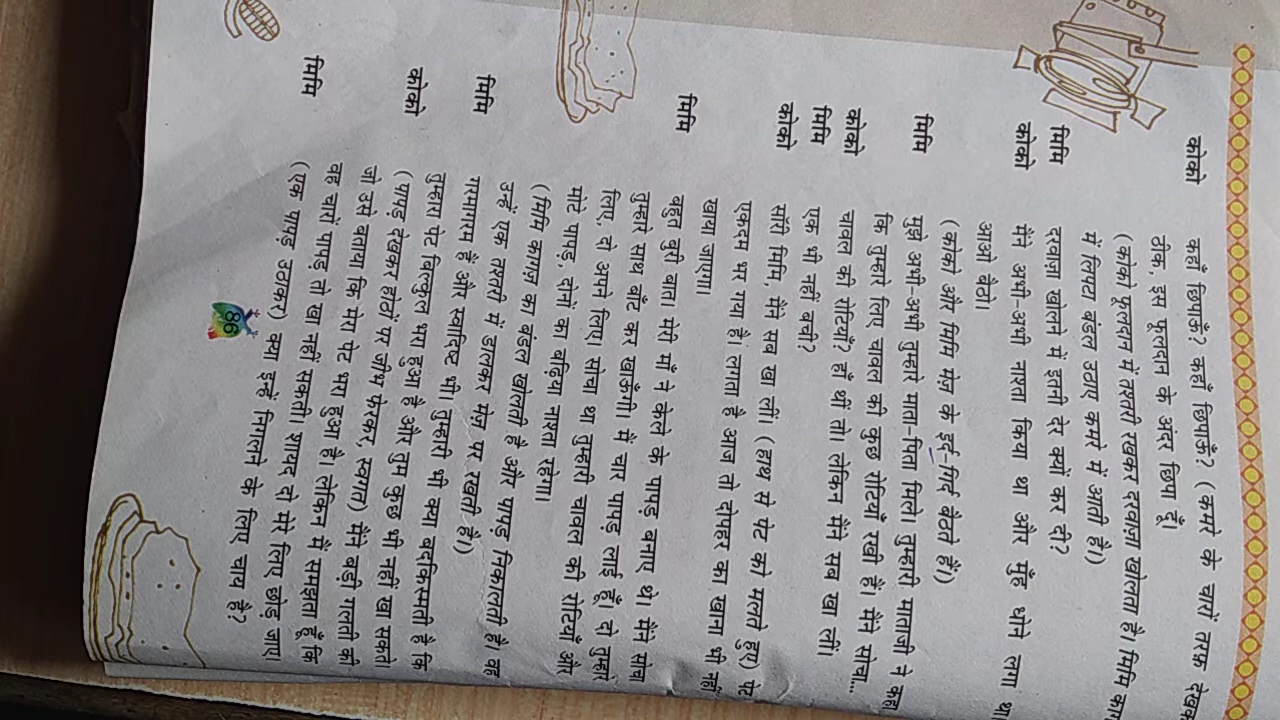 कोको कहाँ छिपाऊँ? कहाँ छिपाऊँ? (कमरे के चारों तरफ़
ठीक, इस फूलदान के अंदर छिपा दूँ।
(कोको फूलदान में तश्तरी रखकर दरवाज़ा खोलता है। मिमि
में लिपटा बंडल उठाए कमरे में आती है।)
मिमि दरवाज़ा खोलने में इतनी देर क्यों कर दी?
कोको मैंने अभी-अभी नाश्ता किया था और मुँह धोने लगा
आओ बैठो।
(कोको और मिमि मेज़ के इर्द-गिर्द बैठते हैं।)
मिमि मुझे अभी-अभी तुम्हारे माता-पिता मिले। तुम्हारी माताजी ने कहा
कि तुम्हारे लिए चावल की कुछ रोटियाँ रखी हैं। मैंने सोचा...
कोको चावल की रोटियाँ? हाँ थीं तो। लेकिन मैंने सब खा लीं।
मिमि एक भी नहीं बची?
कोको सॉरी मिमि, मैंने सब खा लीं। (हाथ से पेट को मलते हुए) पेट
एकदम भर गया है। लगता है आज तो दोपहर का खाना भी नहीं
खाया जाएगा।
मिमि बहुत बुरी बात। मेरी माँ ने केले के पापड़ बनाए थे। मैंने सोचा
तुम्हारे साथ बाँट कर खाऊँगी। मैं चार पापड़ लाई हूँ। दो तुम्हारे
लिए, दो अपने लिए। सोचा था तुम्हारी चावल की रोटियाँ और
मोटे पापड़, दोनों का बढ़िया नाश्ता रहेगा।
(मिमि कागज़ का बंडल खोलती है और पापड़ निकालती है। वह
उन्हें एक तश्तरी में डालकर मेज़ पर रखती है।)
मिमि गरमागरम हैं और स्वादिष्ट भी। तुम्हारी भी क्या बदकिस्मती है कि
तुम्हारा पेट बिल्कुल भरा हुआ है और तुम कुछ भी नहीं खा सकते
कोको (पापड़ देखकर होठों पर जीभ फेरकर, स्वगत) मैंने बड़ी गलती की
जो उसे बताया कि मेरा पेट भरा हुआ है। लेकिन मैं समझता हूँ कि
वह चारों पापड़ तो खा नहीं सकती। शायद दो मेरे लिए छोड़ जाए।
मिमि (एक पापड़ उठाकर) क्या इन्हें निगलने के लिए चाय है?
86